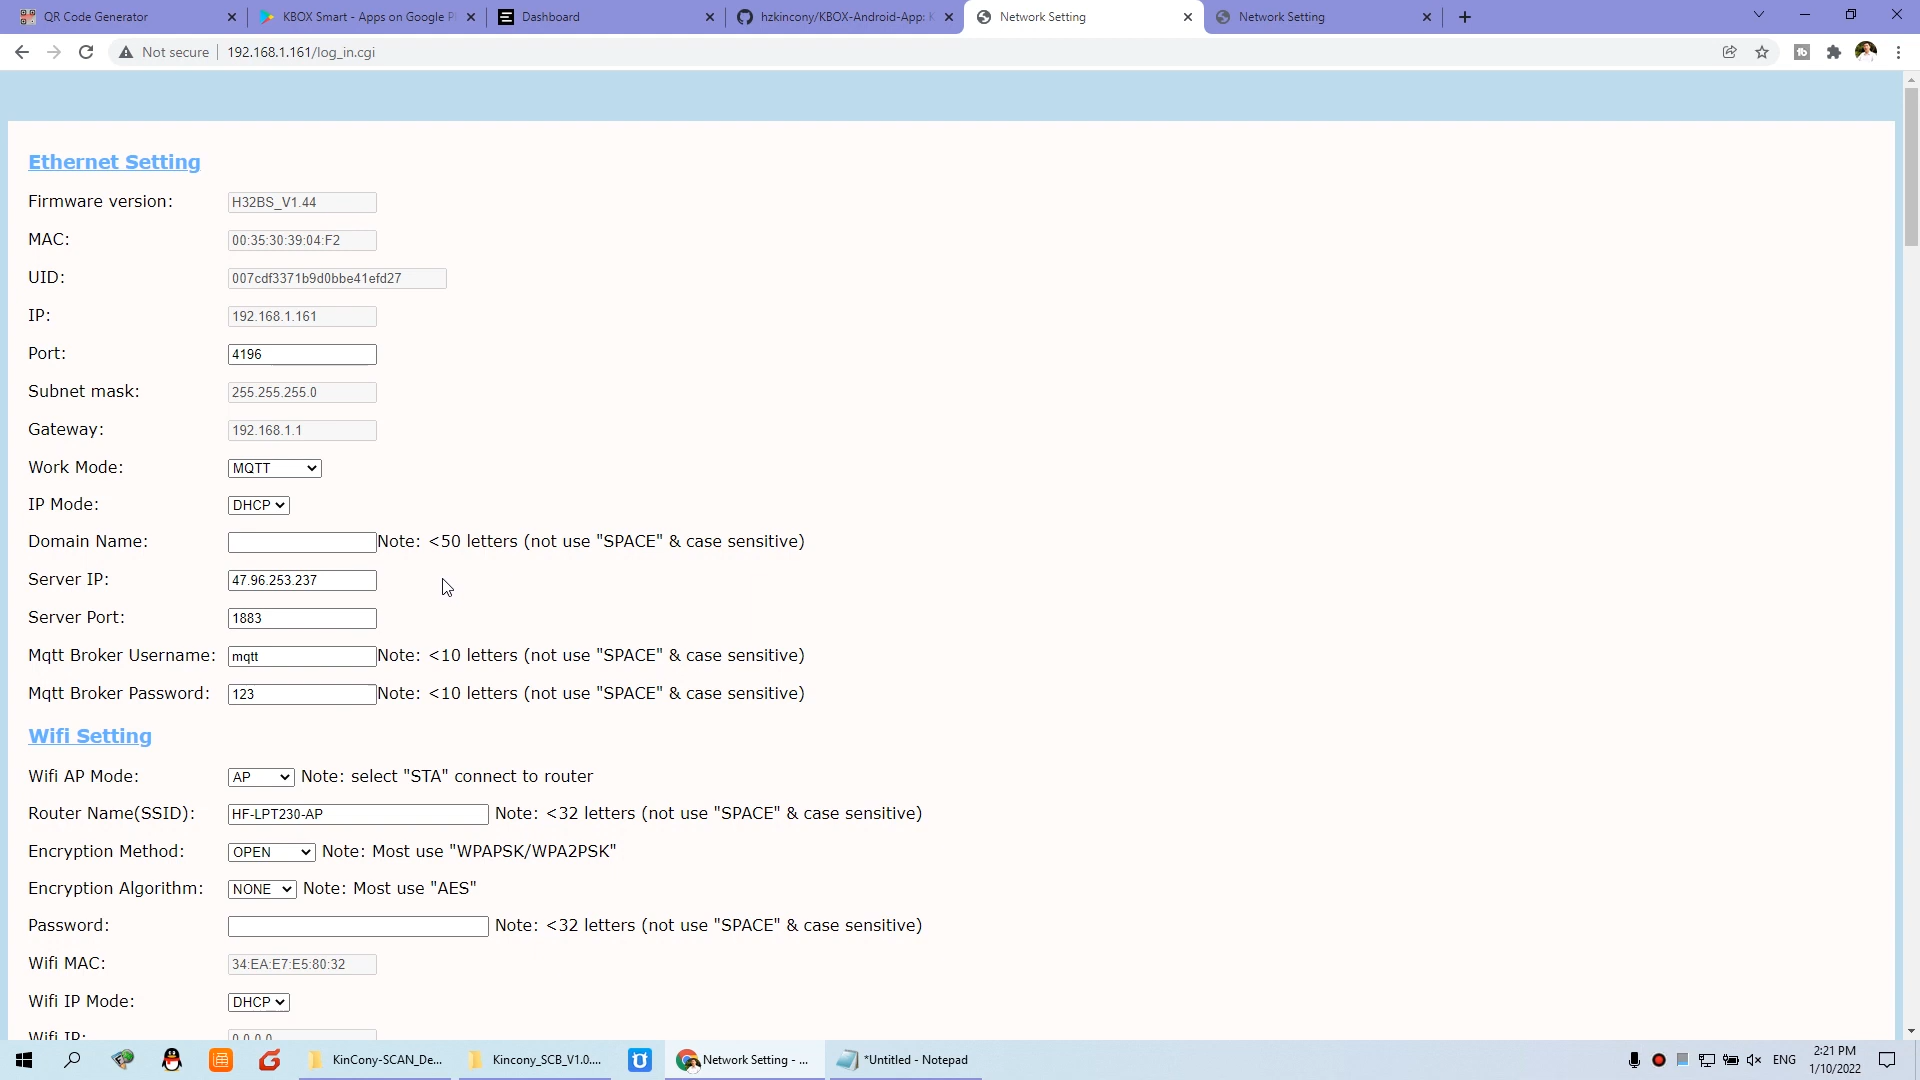 QR Code Generator
KBOX Smart - Apps on Google Pl
Dashboard
hzkincony/KBOX-Android-App: K
Network Setting
Network Setting
Not secure
192.168.1.161/log_in.cgi
Ethernet Setting
Firmware version: H32BS_V1.44
MAC: 00:35:30:39:04:F2
UID: 007cdf3371b9d0bbe41efd27
IP: 192.168.1.161
Port: 4196
Subnet mask: 255.255.255.0
Gateway: 192.168.1.1
Work Mode: MQTT
IP Mode: DHCP
Domain Name: Note: <50 letters (not use "SPACE" & case sensitive)
Server IP: 47.96.253.237
Server Port: 1883
Mqtt Broker Username: mqtt Note: <10 letters (not use "SPACE" & case sensitive)
Mqtt Broker Password: 123 Note: <10 letters (not use "SPACE" & case sensitive)
Wifi Setting
Wifi AP Mode: AP Note: select "STA" connect to router
Router Name(SSID): HF-LPT230-AP Note: <32 letters (not use "SPACE" & case sensitive)
Encryption Method: OPEN Note: Most use "WPAPSK/WPA2PSK"
Encryption Algorithm: NONE Note: Most use "AES"
Password: Note: <32 letters (not use "SPACE" & case sensitive)
Wifi MAC: 34:EA:E7:E5:80:32
Wifi IP Mode: DHCP
Wifi IP: 0.0.0.0
KinCony-SCAN_De...
Kincony_SCB_V1.0....
Network Setting - ...
*Untitled - Notepad
ENG
2:21 PM
1/10/2022